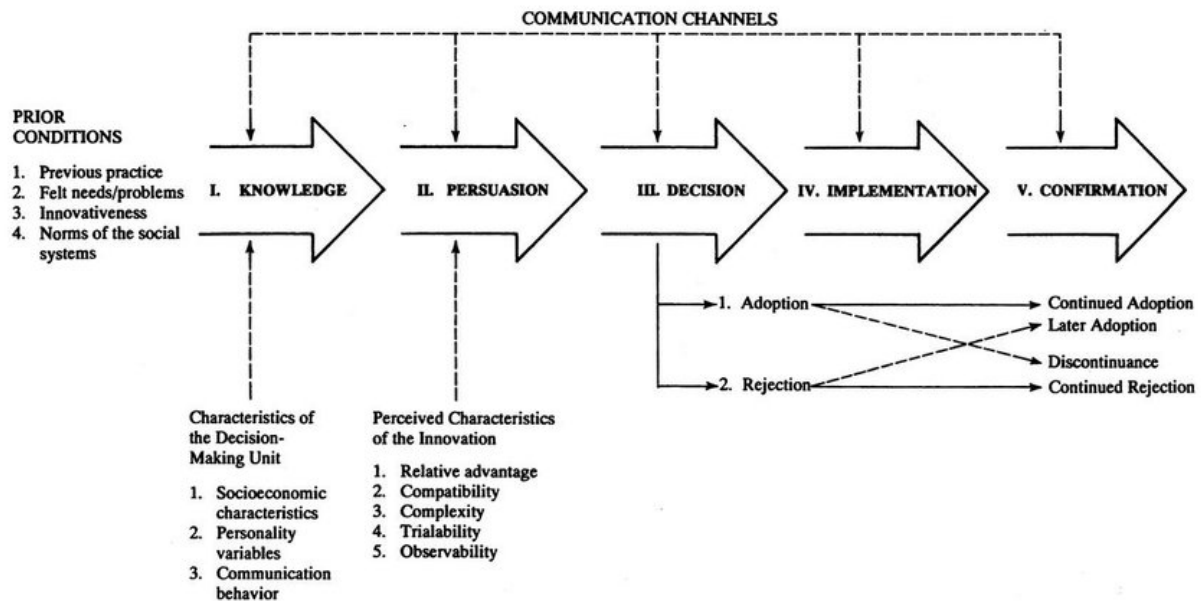 COMMUNICATION CHANNELS
PRIOR
CONDITIONS
1. Previous practice
2. Felt needs/problems
3. Innovativeness
4. Norms of the social
systems
I. KNOWLEDGE
II. PERSUASION
III. DECISION
IV. IMPLEMENTATION
V. CONFIRMATION
1. Adoption
2. Rejection
Continued Adoption
Later Adoption
Discontinuance
Continued Rejection
Characteristics of
the Decision-
Making Unit
1. Socioeconomic
characteristics
2. Personality
variables
3. Communication
behavior
Perceived Characteristics
of the Innovation
1. Relative advantage
2. Compatibility
3. Complexity
4. Trialability
5. Observability